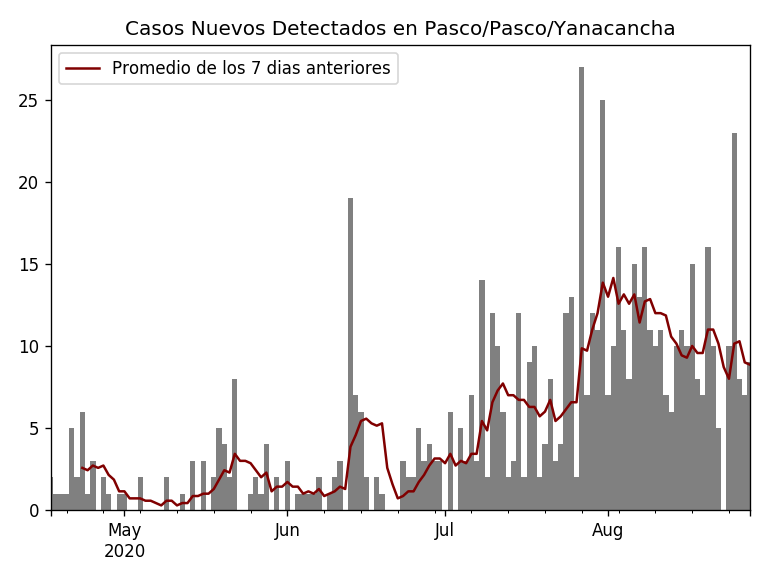 Casos Nuevos Detectados en Pasco/Pasco/Yanacancha
Promedio de los 7 dias anteriores
25
20
15
10
5
0
May Jun Jul Aug
2020